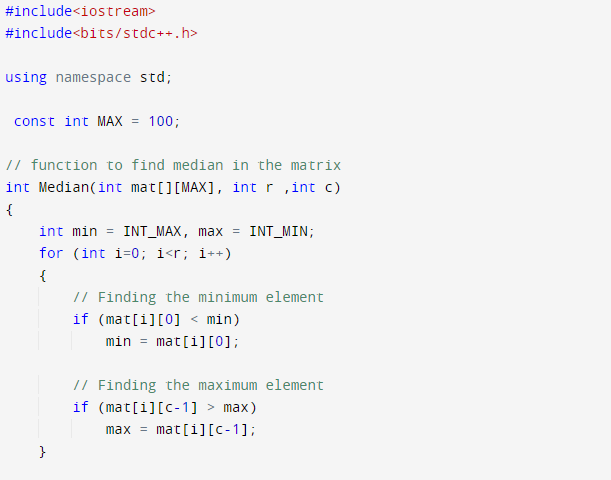 #include<iostream>
#include<bits/stdc++.h>
using namespace std;
const int MAX = 100;
// function to find median in the matrix
int Median(int mat[][MAX], int r ,int c)
{
    int min = INT_MAX, max = INT_MIN;
    for (int i=0; i<r; i++)
    {
        // Finding the minimum element
        if (mat[i][0] < min)
            min = mat[i][0];
        // Finding the maximum element
        if (mat[i][c-1] > max)
            max = mat[i][c-1];
    }